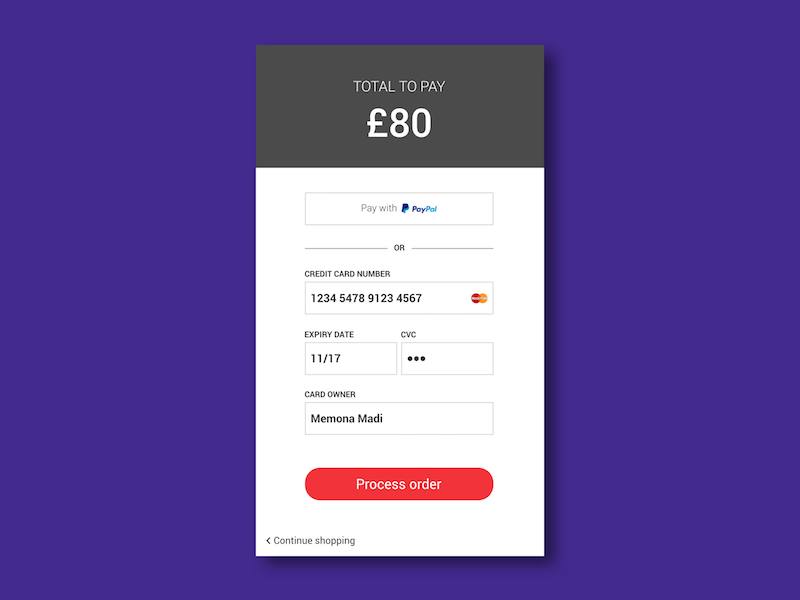 TOTAL TO PAY
£80
Pay with PayPal
OR
CREDIT CARD NUMBER
1234 5478 9123 4567
EXPIRY DATE CVC
11/17 •••
CARD OWNER
Memona Madi
Process order
< Continue shopping